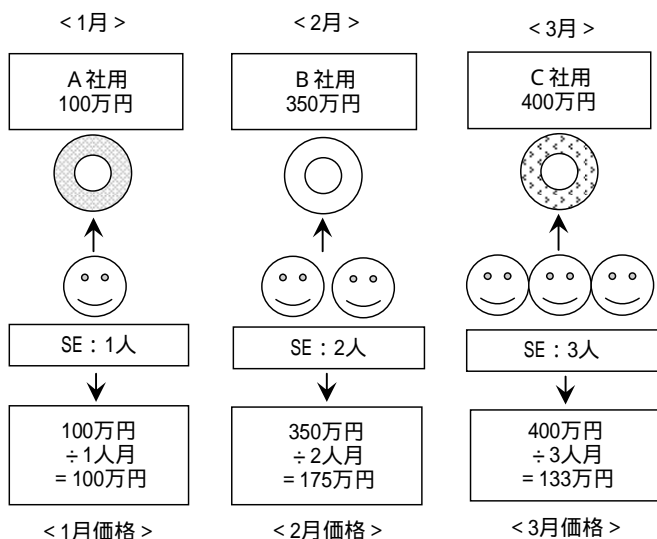 <1月>
A社用
100万円
SE:1人
100万円
÷1人月
=100万円
<1月価格>
<2月>
B社用
350万円
SE:2人
350万円
÷2人月
=175万円
<2月価格>
<3月>
C社用
400万円
SE:3人
400万円
÷3人月
=133万円
<3月価格>